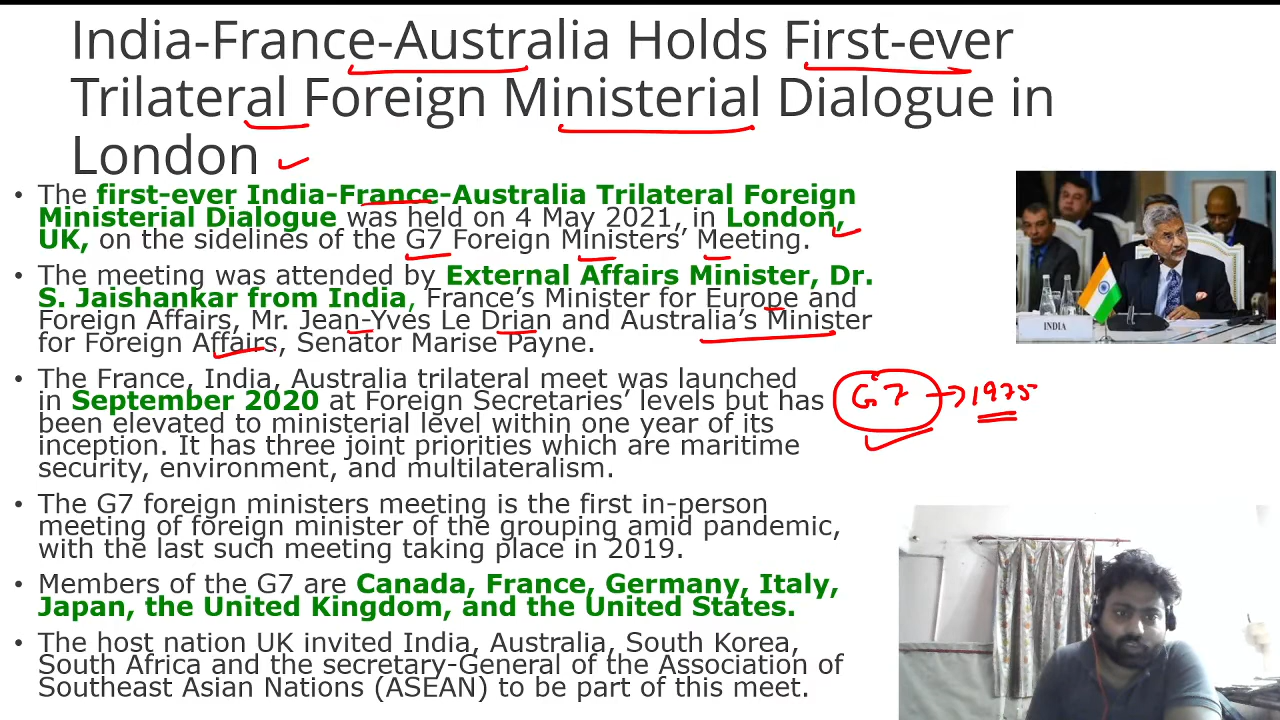 India-France-Australia Holds First-ever
Trilateral Foreign Ministerial Dialogue in
London
• The first-ever India-France-Australia Trilateral Foreign
Ministerial Dialogue was held on 4 May 2021, in London,
UK, on the sidelines of the G7 Foreign Ministers’ Meeting.
• The meeting was attended by External Affairs Minister, Dr.
S. Jaishankar from India, France’s Minister for Europe and
Foreign Affairs, Mr. Jean-Yves Le Drian and Australia’s Minister
for Foreign Affairs, Senator Marise Payne.
• The France, India, Australia trilateral meet was launched
in September 2020 at Foreign Secretaries’ levels but has
been elevated to ministerial level within one year of its
inception. It has three joint priorities which are maritime
security, environment, and multilateralism.
• The G7 foreign ministers meeting is the first in-person
meeting of foreign minister of the grouping amid pandemic,
with the last such meeting taking place in 2019.
• Members of the G7 are Canada, France, Germany, Italy,
Japan, the United Kingdom, and the United States.
• The host nation UK invited India, Australia, South Korea,
South Africa and the secretary-General of the Association of
Southeast Asian Nations (ASEAN) to be part of this meet.
INDIA
G7 → 1975